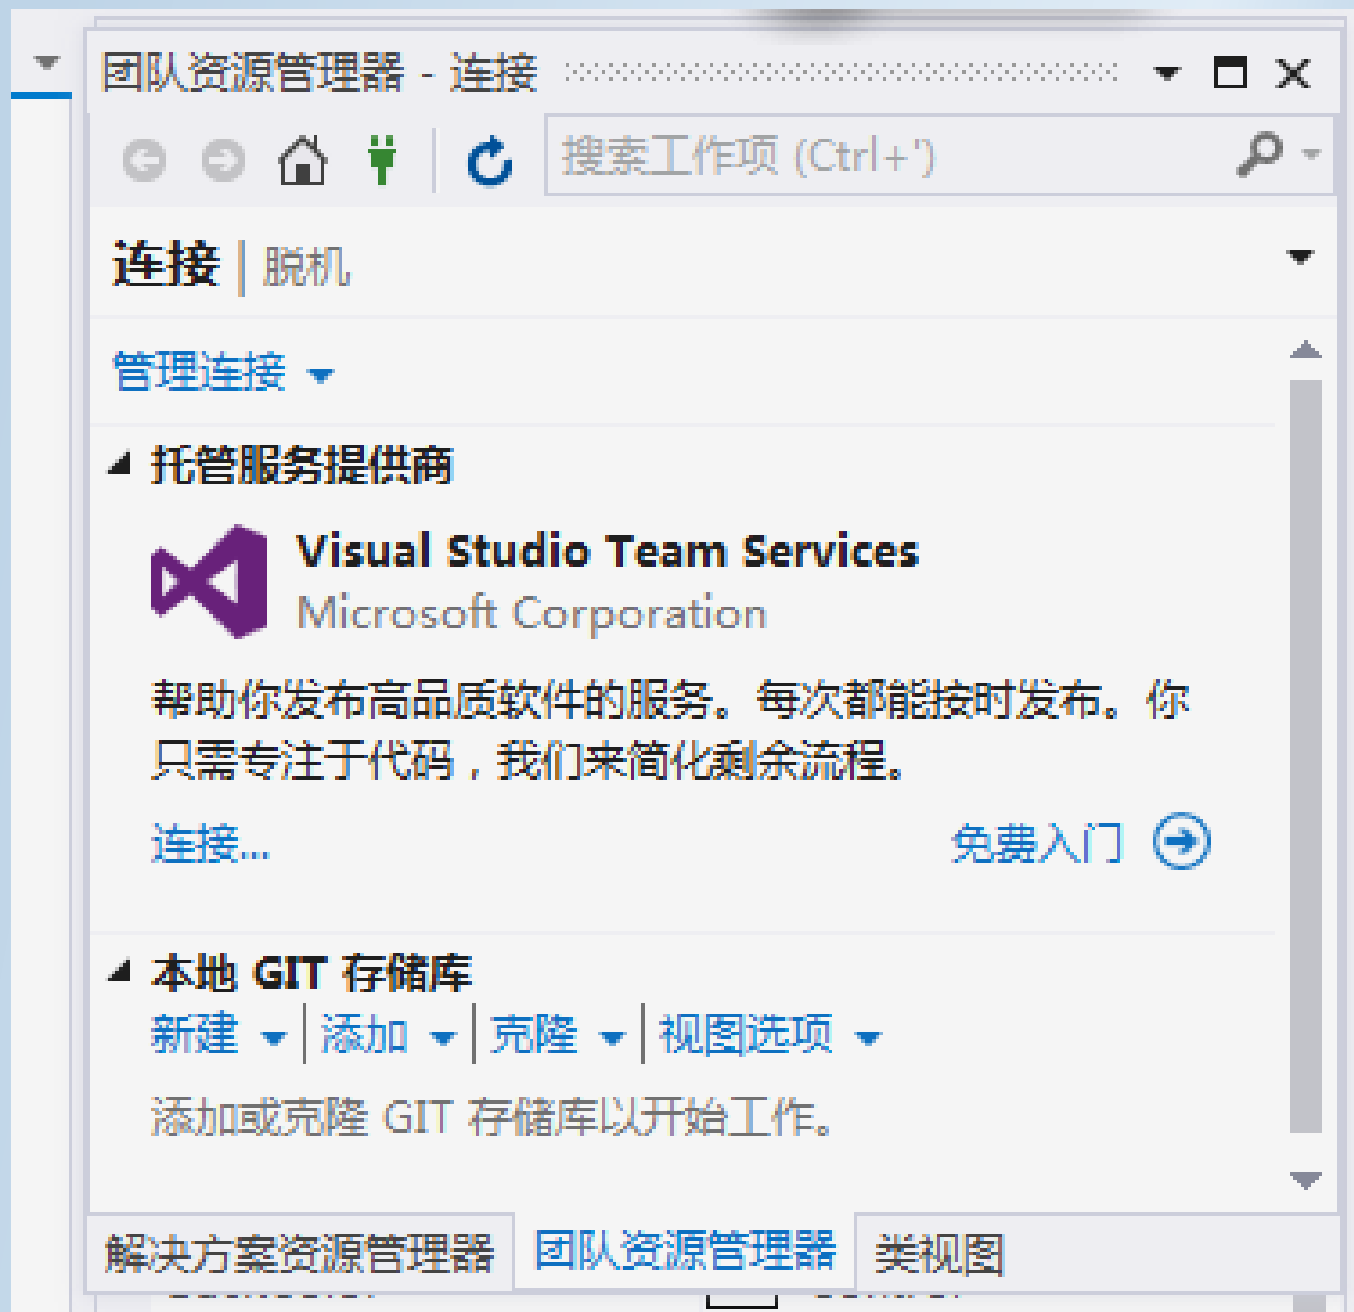 团队资源管理器 - 连接
搜索工作项 (Ctrl+')
连接 | 脱机
管理连接
托管服务提供商
Visual Studio Team Services
Microsoft Corporation
帮助你发布高品质软件的服务。每次都能按时发布。你
只需专注于代码，我们来简化剩余流程。
连接... 免费入门
本地 GIT 存储库
新建 | 添加 | 克隆 | 视图选项
添加或克隆 GIT 存储库以开始工作。
解决方案资源管理器 团队资源管理器 类视图